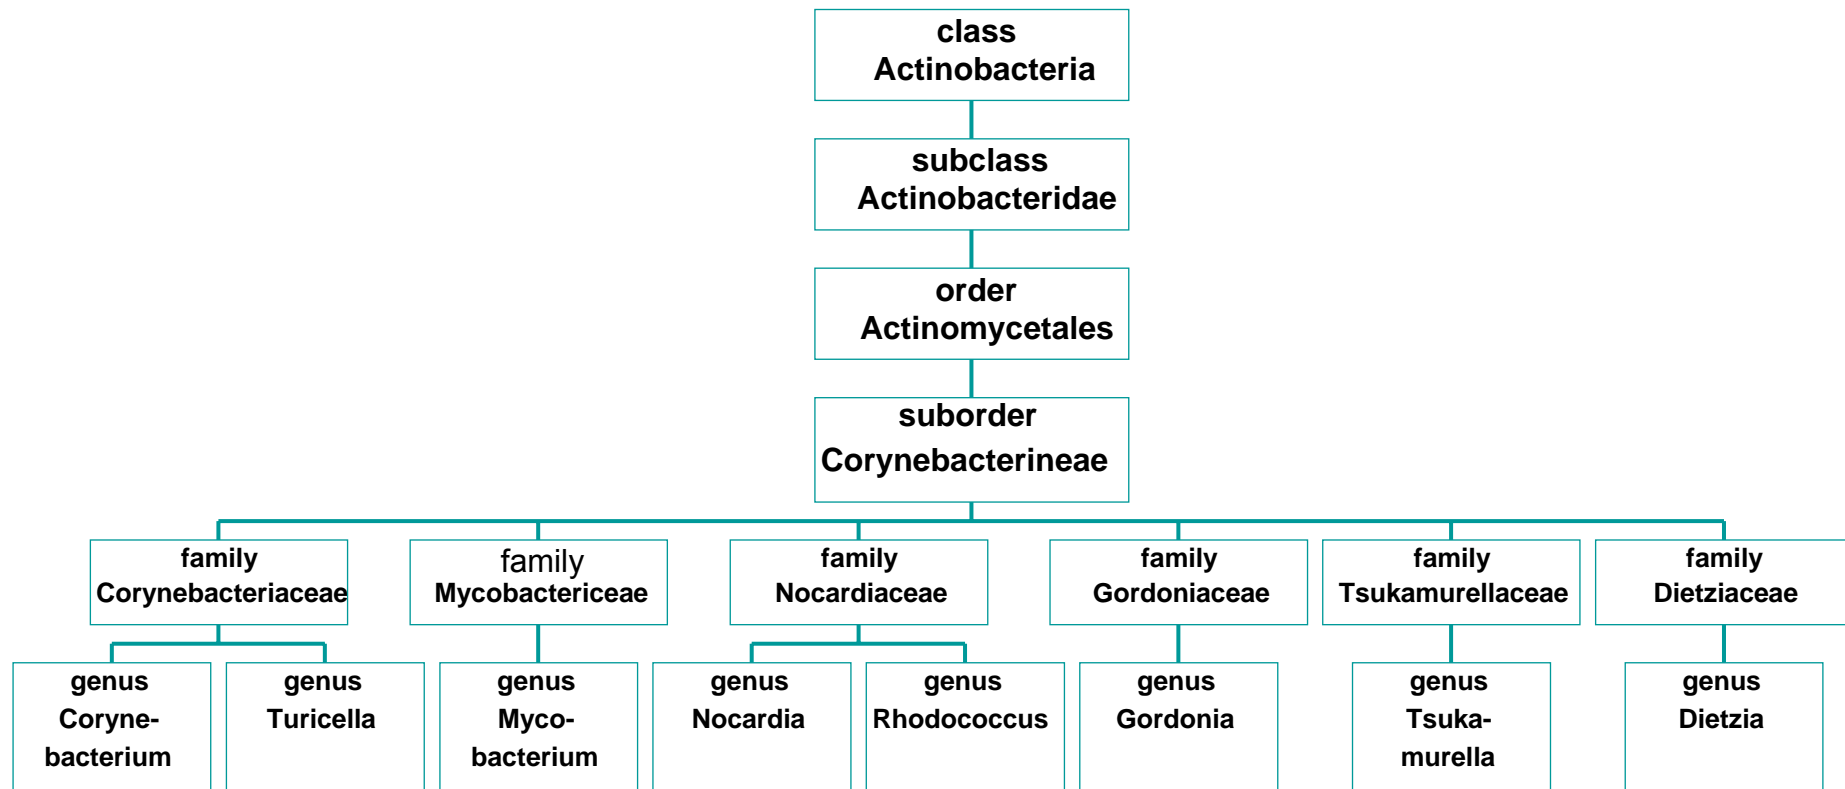 class
Actinobacteria
subclass
Actinobacteridae
order
Actinomycetales
suborder
Corynebacterineae
family
Corynebacteriaceae
family
Mycobactericeae
family
Nocardiaceae
family
Gordoniaceae
family
Tsukamurellaceae
family
Dietziaceae
genus
Coryne-
bacterium
genus
Turicella
genus
Myco-
bacterium
genus
Nocardia
genus
Rhodococcus
genus
Gordonia
genus
Tsuka-
murella
genus
Dietzia